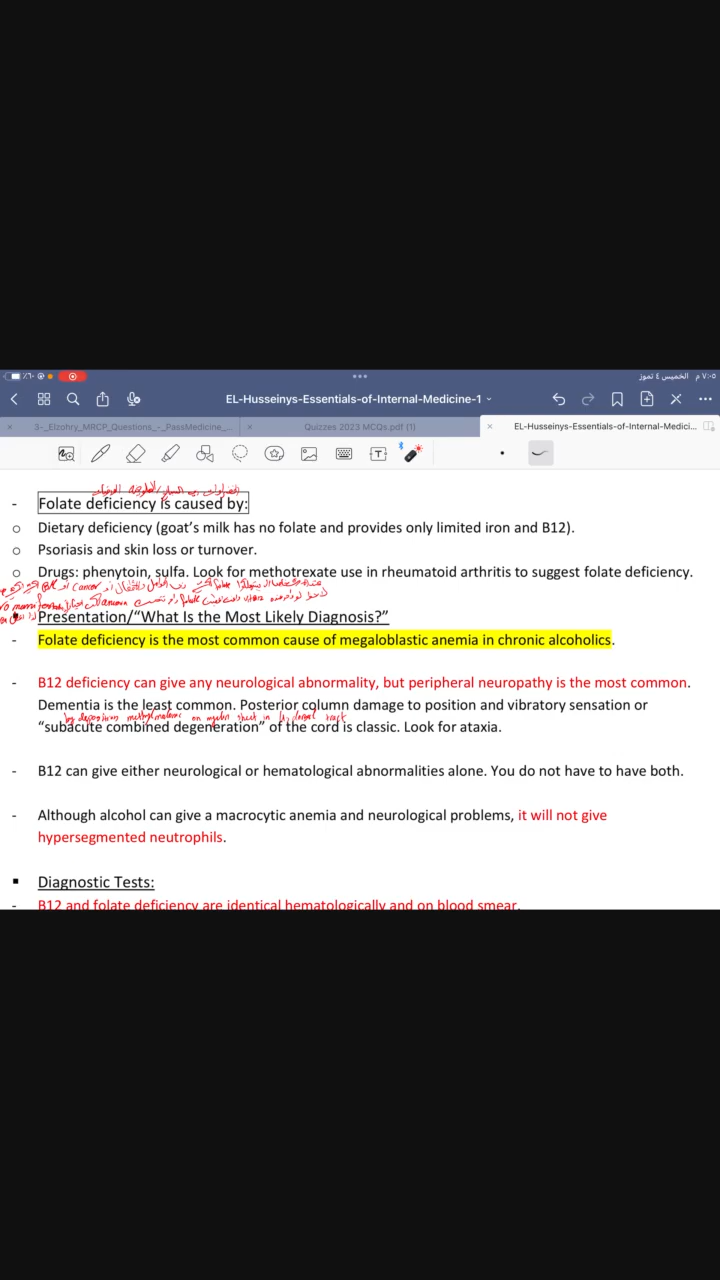 ٪٦٠
٧:٠٥ م الخميس ٤ تموز
EL-Husseinys-Essentials-of-Internal-Medicine-1
3-_Elzohry_MRCP_Questions_-_PassMedicine_...
Quizzes 2023 MCQs.pdf (1)
EL-Husseinys-Essentials-of-Internal-Medici...
- Folate deficiency is caused by:
o Dietary deficiency (goat's milk has no folate and provides only limited iron and B12).
o Psoriasis and skin loss or turnover.
o Drugs: phenytoin, sulfa. Look for methotrexate use in rheumatoid arthritis to suggest folate deficiency.
Presentation/"What Is the Most Likely Diagnosis?"
- Folate deficiency is the most common cause of megaloblastic anemia in chronic alcoholics.
- B12 deficiency can give any neurological abnormality, but peripheral neuropathy is the most common.
Dementia is the least common. Posterior column damage to position and vibratory sensation or
by deposition on myelin in dorsal
"subacute combined degeneration" of the cord is classic. Look for ataxia.
- B12 can give either neurological or hematological abnormalities alone. You do not have to have both.
- Although alcohol can give a macrocytic anemia and neurological problems, it will not give
hypersegmented neutrophils.
▪ Diagnostic Tests:
- B12 and folate deficiency are identical hematologically and on blood smear.